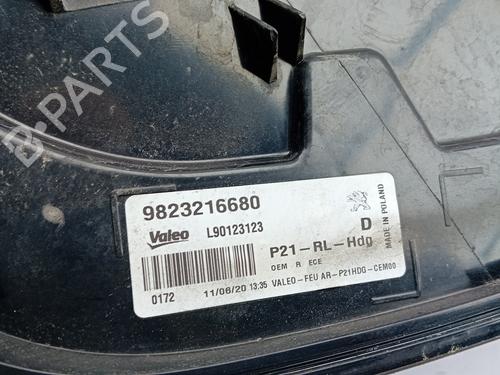 B-PARTS
9823216680
Valeo L90123123
P21-RL-Hdg
D
MADE IN POLAND
OEM R ECE
0172 11/06/20 13:35 VALEO-FEU AR-P21HDG-CEM00